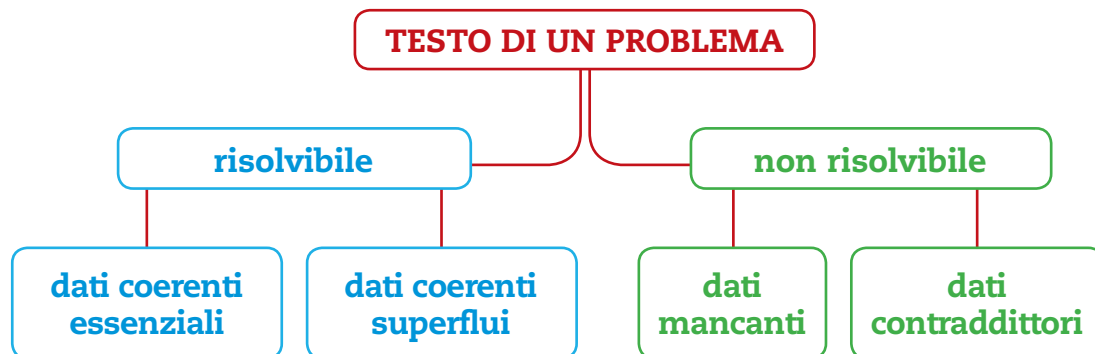 TESTO DI UN PROBLEMA
risolvibile
non risolvibile
dati coerenti
essenziali
dati coerenti
superflui
dati
mancanti
dati
contraddittori